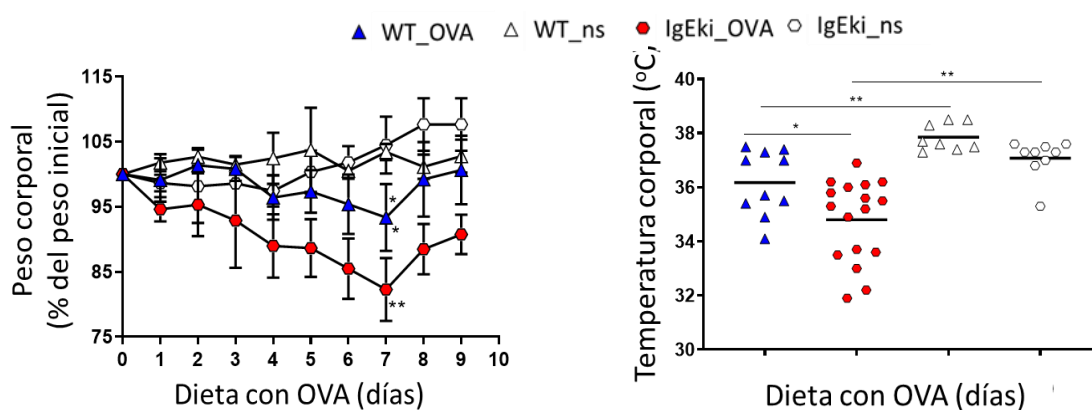 WT_OVA WT_ns IgEki_OVA IgEki_ns
Peso corporal
(% del peso inicial)
115
105
95
85
75
*
*
**
0 1 2 3 4 5 6 7 8 9 10
Dieta con OVA (días)
Temperatura corporal (ºC,
40
38
36
34
32
30
**
**
*
Dieta con OVA (días)